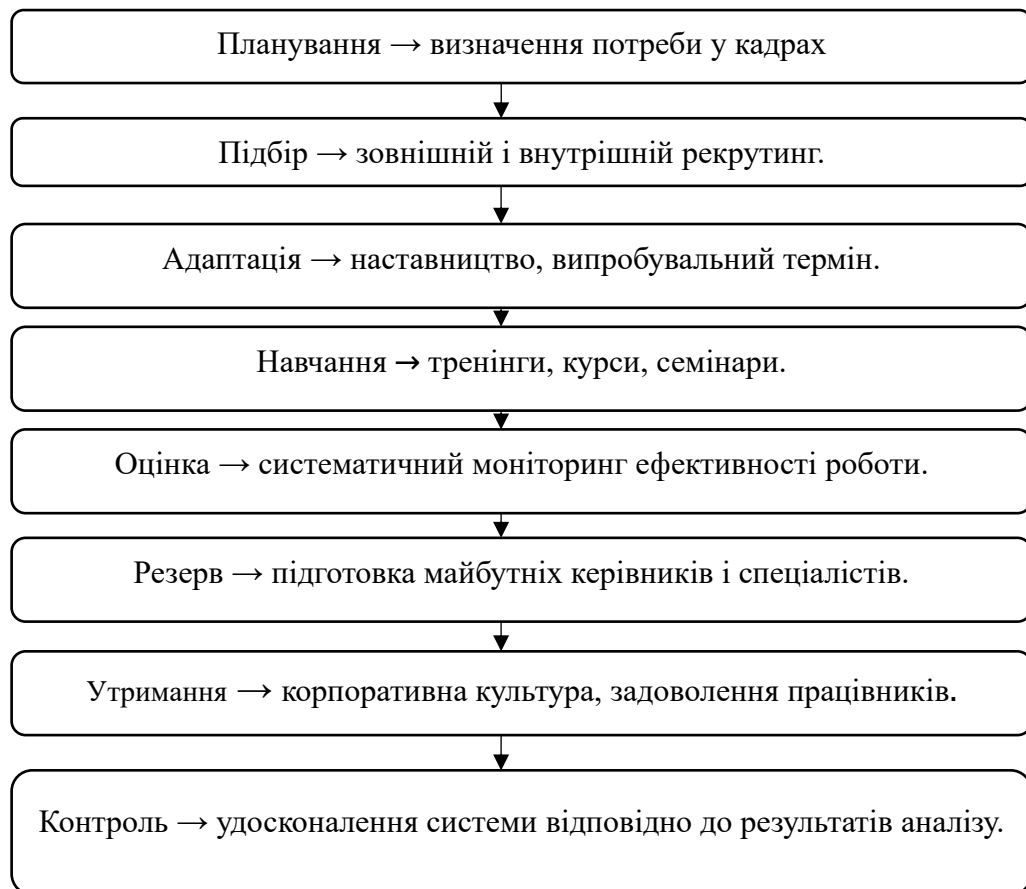 Планування → визначення потреби у кадрах
Підбір → зовнішній і внутрішній рекрутинг.
Адаптація → наставництво, випробувальний термін.
Навчання → тренінги, курси, семінари.
Оцінка → систематичний моніторинг ефективності роботи.
Резерв → підготовка майбутніх керівників і спеціалістів.
Утримання → корпоративна культура, задоволення працівників.
Контроль → удосконалення системи відповідно до результатів аналізу.